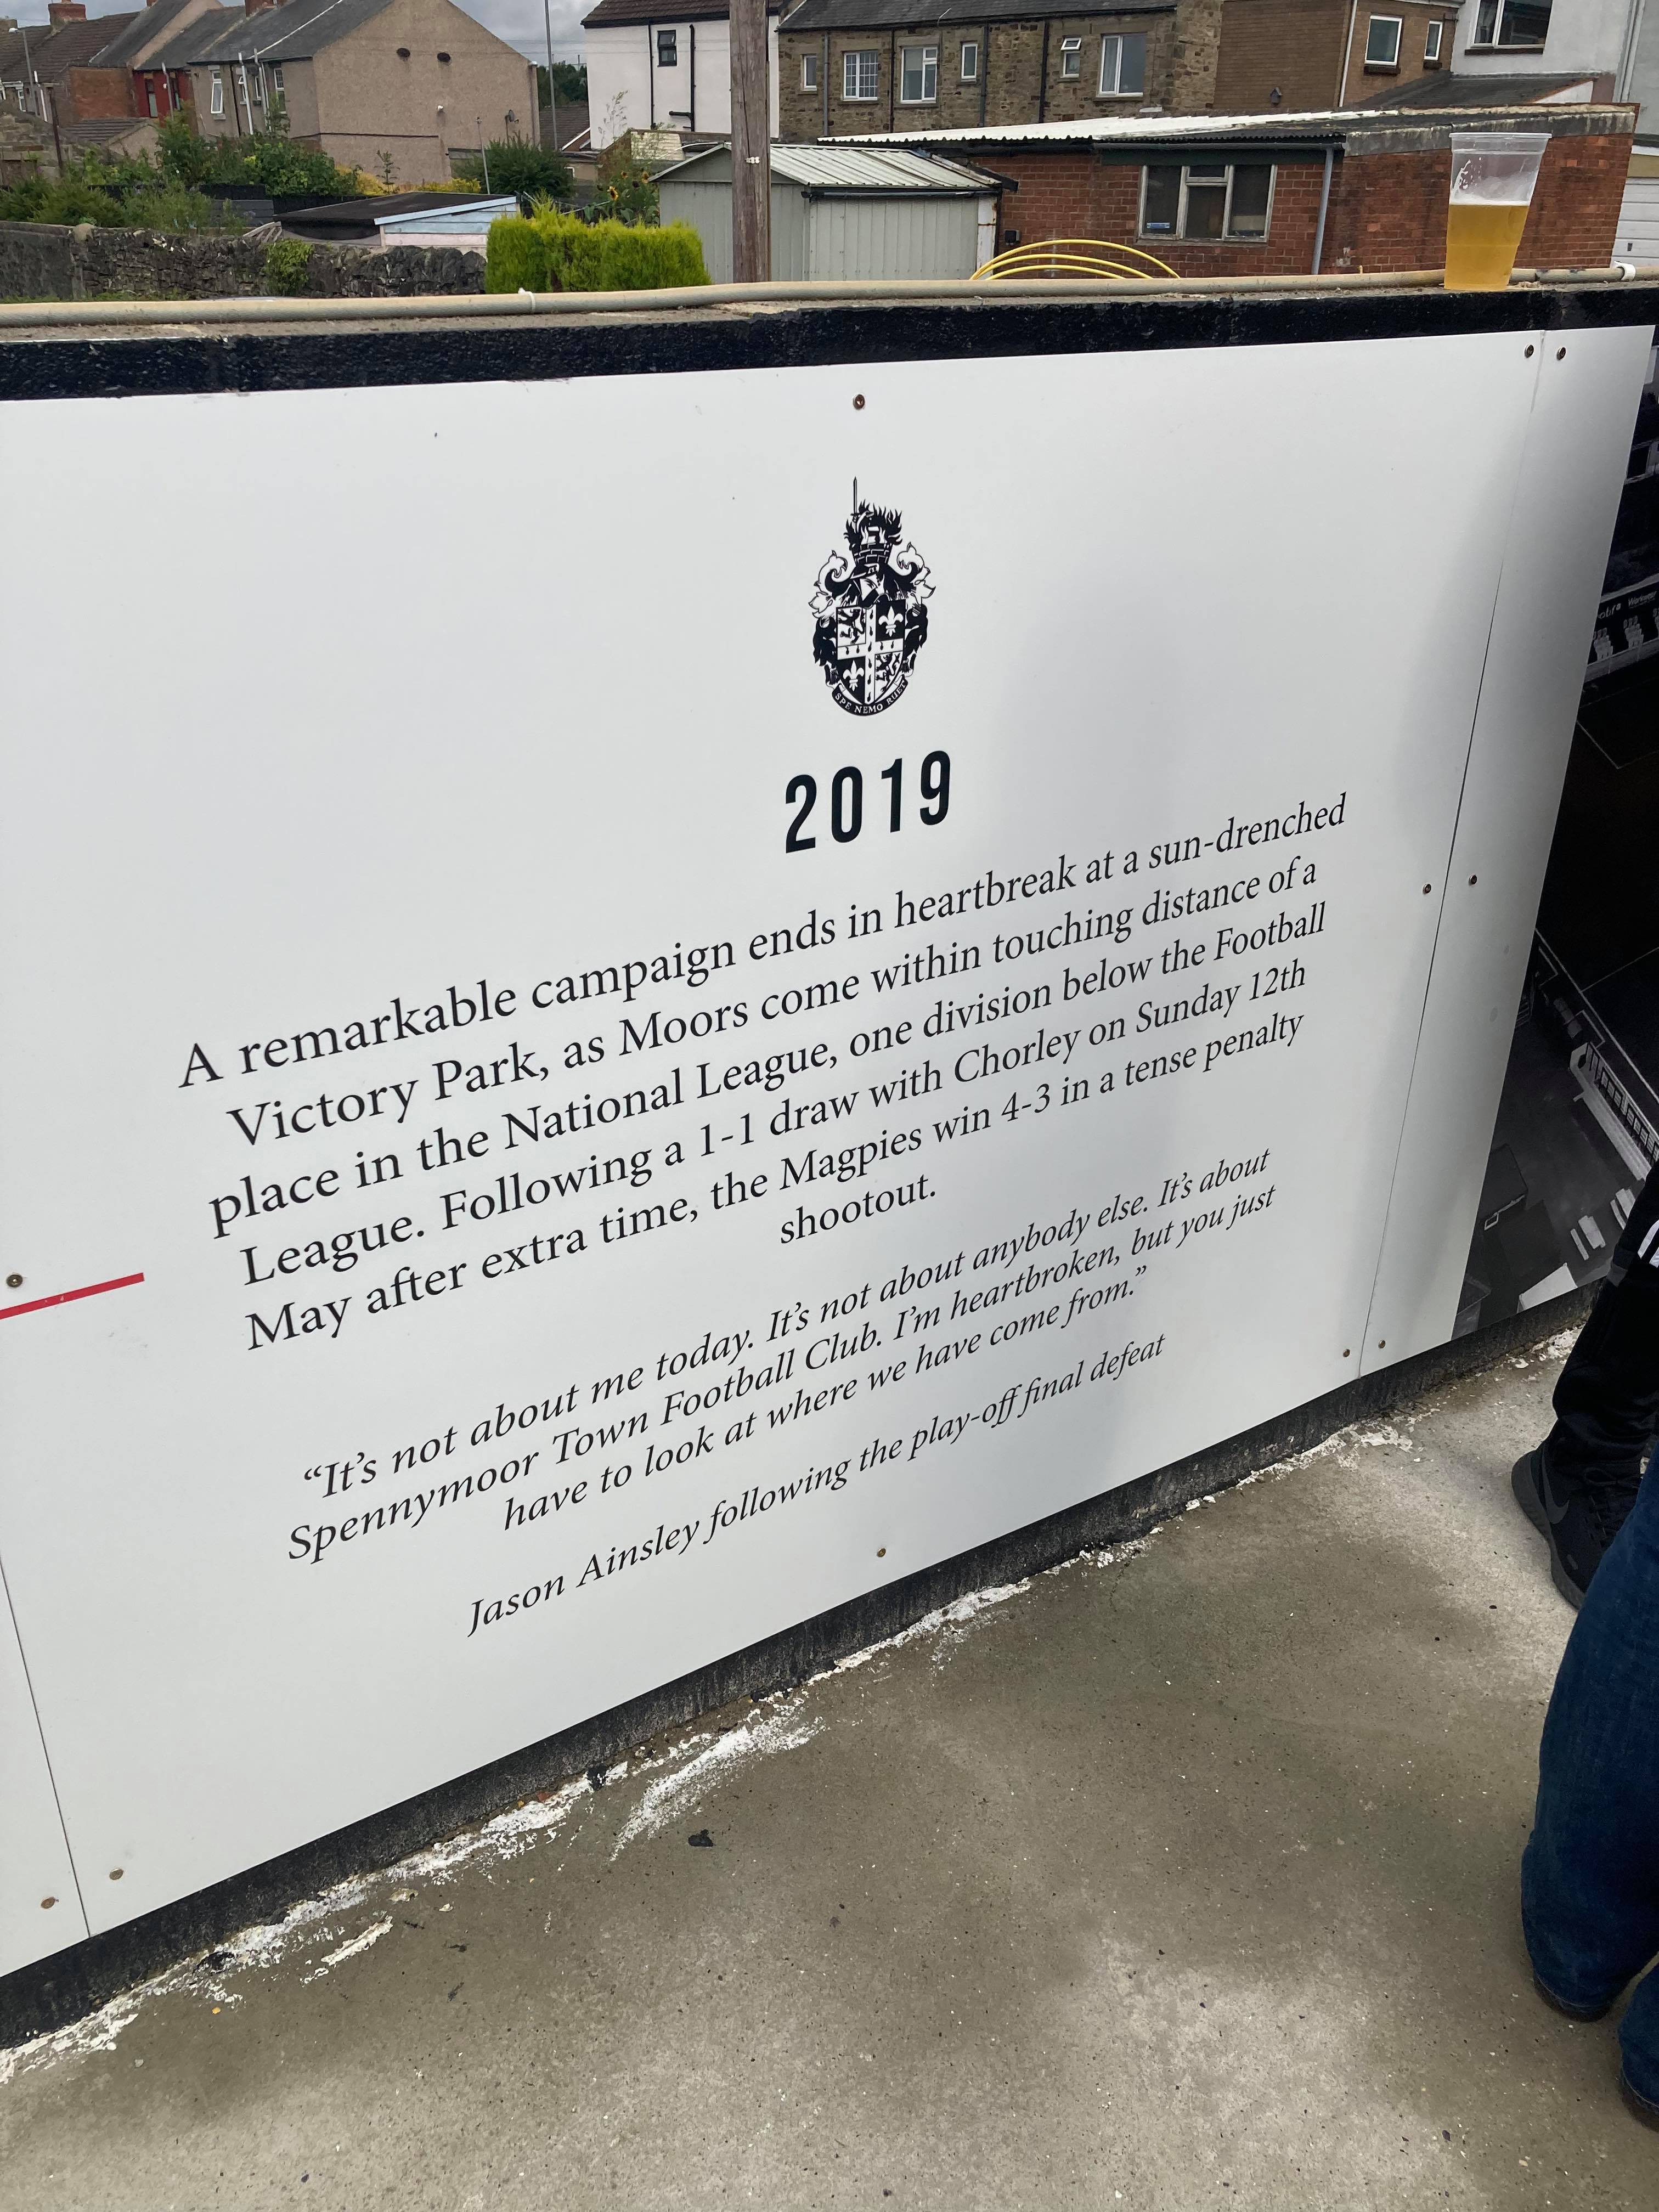 SPE NEMO RUET
2019
A remarkable campaign ends in heartbreak at a sun-drenched
Victory Park, as Moors come within touching distance of a
place in the National League, one division below the Football
League. Following a 1-1 draw with Chorley on Sunday 12th
May after extra time, the Magpies win 4-3 in a tense penalty
shootout.
“It’s not about me today. It’s not about anybody else. It’s about
Spennymoor Town Football Club. I’m heartbroken, but you just
have to look at where we have come from.”
Jason Ainsley following the play-off final defeat